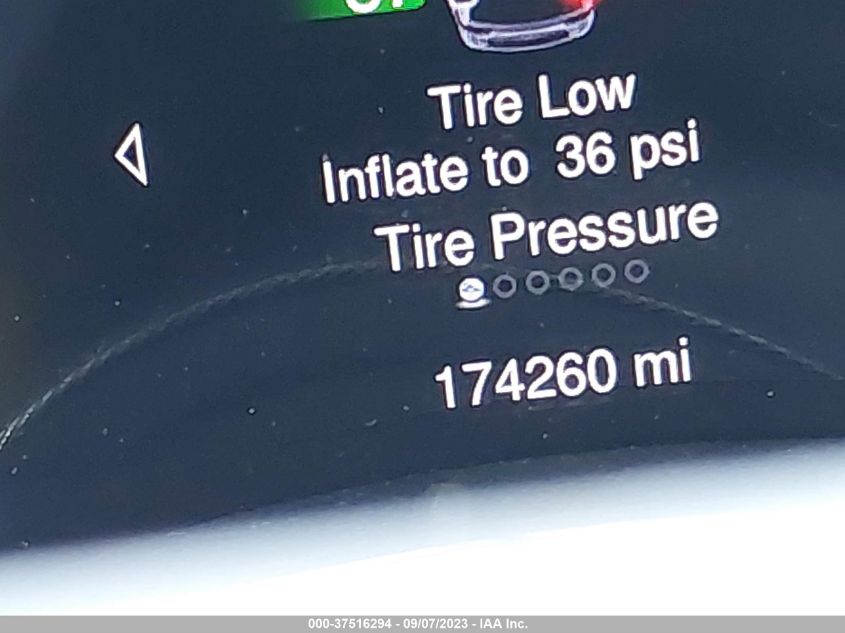 Tire Low
Inflate to 36 psi
Tire Pressure
174260 mi
000-37516294 - 09/07/2023 - IAA Inc.